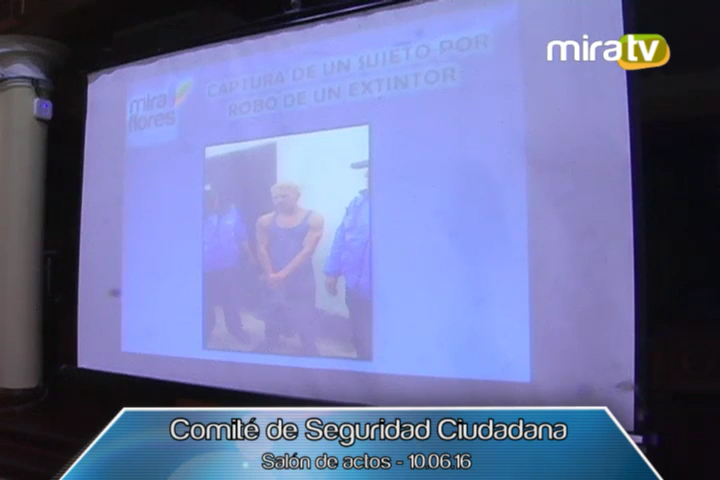 miratv
CAPTURA DE UN SUJETO POR
ROBO DE UN EXTINTOR
mira
flores
Comité de Seguridad Ciudadana
Salón de actos - 10.06.16